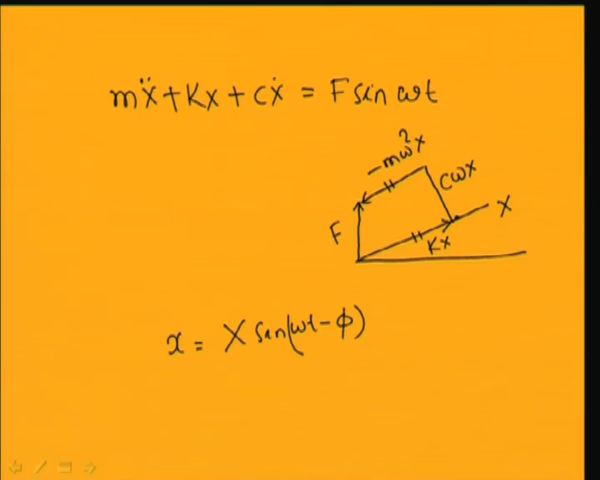 mẍ + Kx + cẋ = F sin ωt
-mω²X
cωX
X
F
KX
x = X sin(ωt - ϕ)